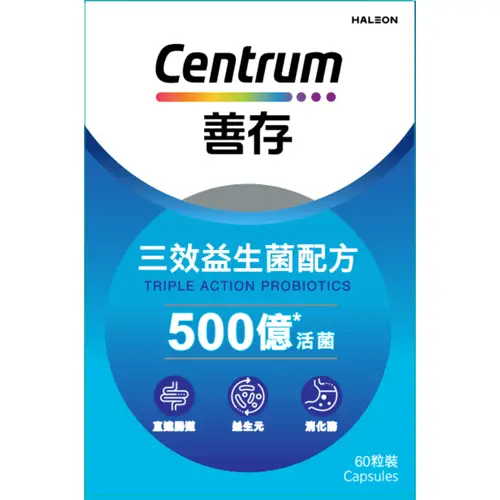 HALEON
Centrum
善存
三效益生菌配方
TRIPLE ACTION PROBIOTICS
500億*活菌
直達腸道 益生元 消化酶
60粒裝
Capsules